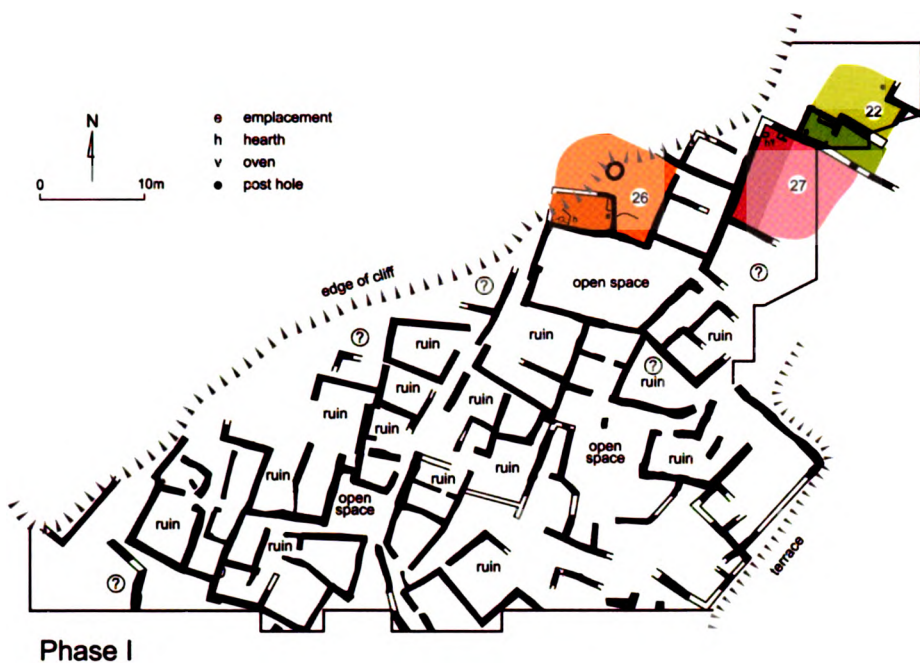 N
0 10m
e emplacement
h hearth
v oven
● post hole
22
27
26
edge of cliff
open space
?
?
ruin
ruin
ruin
?
?
ruin
ruin
ruin
ruin
ruin
open
space
ruin
ruin
ruin
ruin
open
space
ruin
ruin
ruin
terrace
?
Phase I